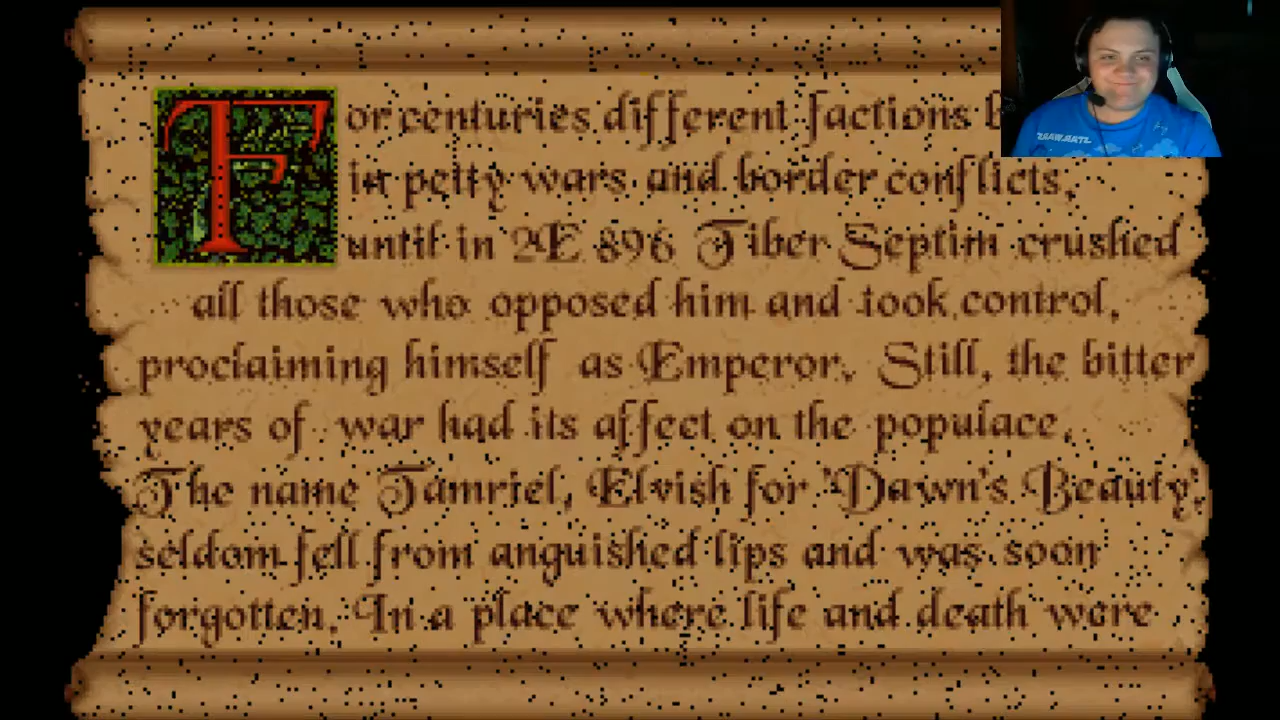 For centuries different factions
in petty wars and border conflicts,
until in 2Æ 896 Tiber Septim crushed
all those who opposed him and took control,
proclaiming himself as Emperor. Still, the bitter
years of war had its affect on the populace.
The name Tamriel, Elvish for 'Dawn's Beauty',
seldom fell from anguished lips and was soon
forgotten. In a place where life and death were